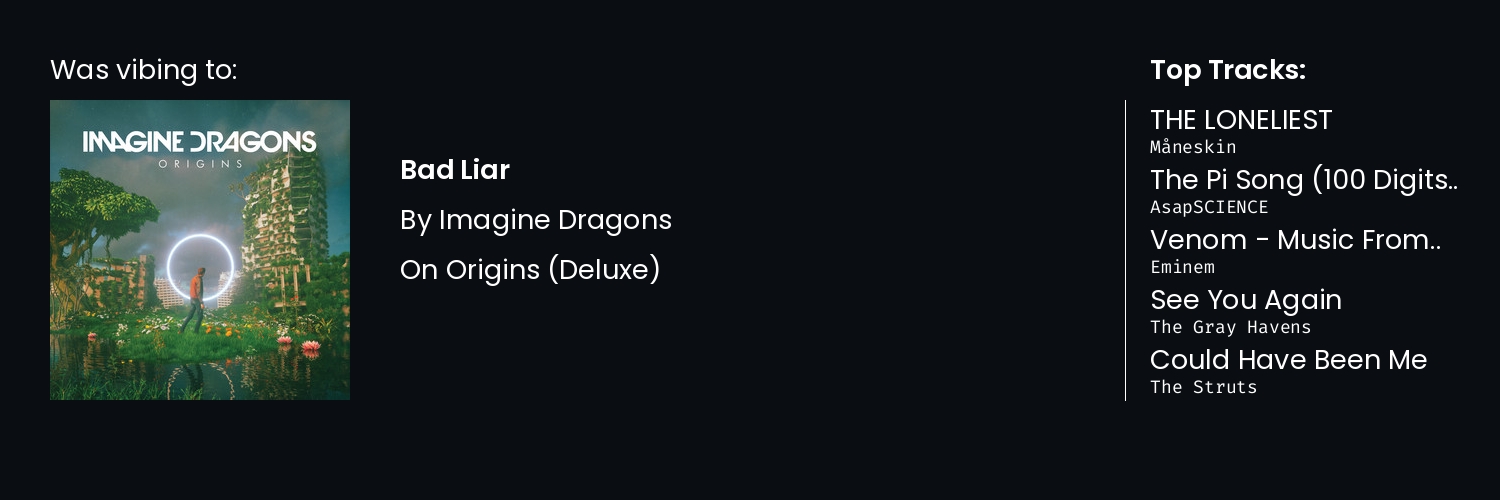 Was vibing to:
IMAGINE DRAGONS
ORIGINS
Bad Liar
By Imagine Dragons
On Origins (Deluxe)
Top Tracks:
THE LONELIEST
Måneskin
The Pi Song (100 Digits..
AsapSCIENCE
Venom - Music From..
Eminem
See You Again
The Gray Havens
Could Have Been Me
The Struts